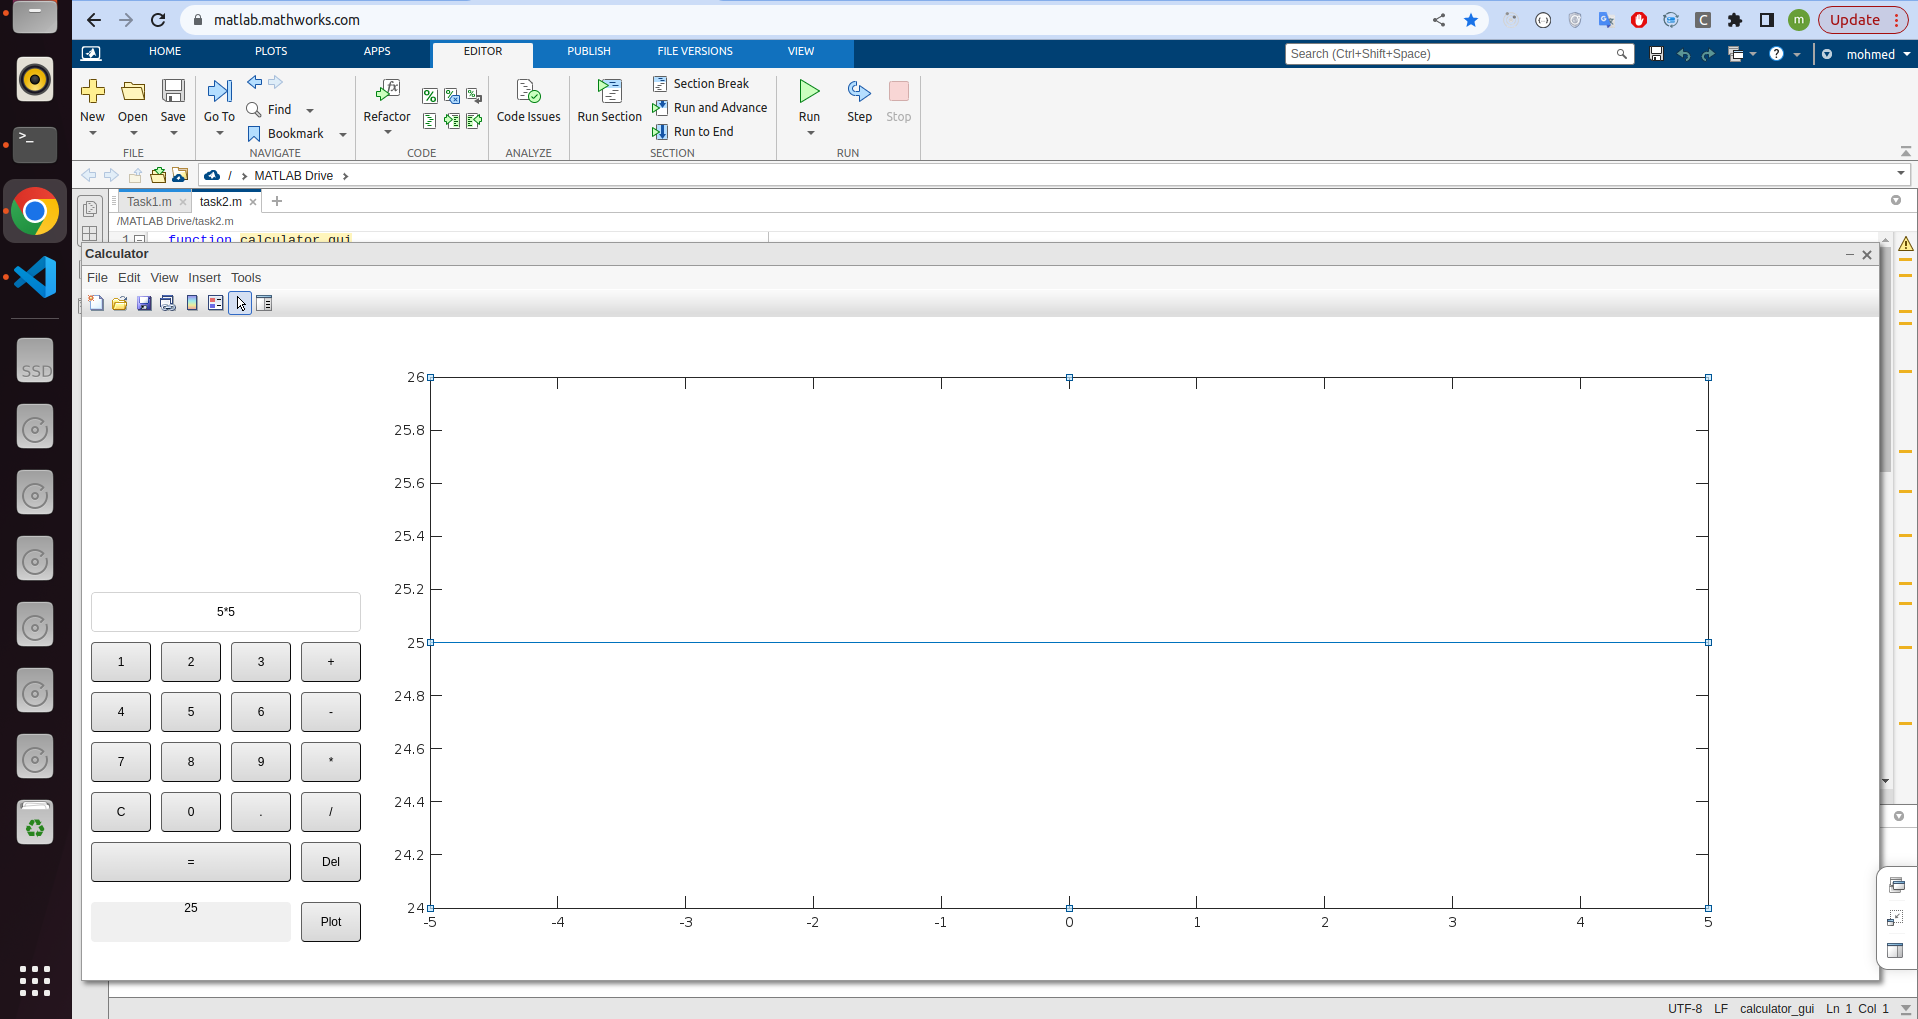 matlab.mathworks.com
Update
HOME PLOTS APPS EDITOR PUBLISH FILE VERSIONS VIEW
Search (Ctrl+Shift+Space)
mohmed
New Open Save Go To Find Bookmark Refactor Code Issues Run Section Section Break Run and Advance Run to End Run Step Stop
FILE NAVIGATE CODE ANALYZE SECTION RUN
/ MATLAB Drive
Task1.m task2.m
/MATLAB Drive/task2.m
1 function calculator_gui
Calculator
File Edit View Insert Tools
SSD
26
25.8
25.6
25.4
25.2
25
24.8
24.6
24.4
24.2
24
-5 -4 -3 -2 -1 0 1 2 3 4 5
5*5
1 2 3 +
4 5 6 -
7 8 9 *
C 0 . /
= Del
25 Plot
UTF-8 LF calculator_gui Ln 1 Col 1